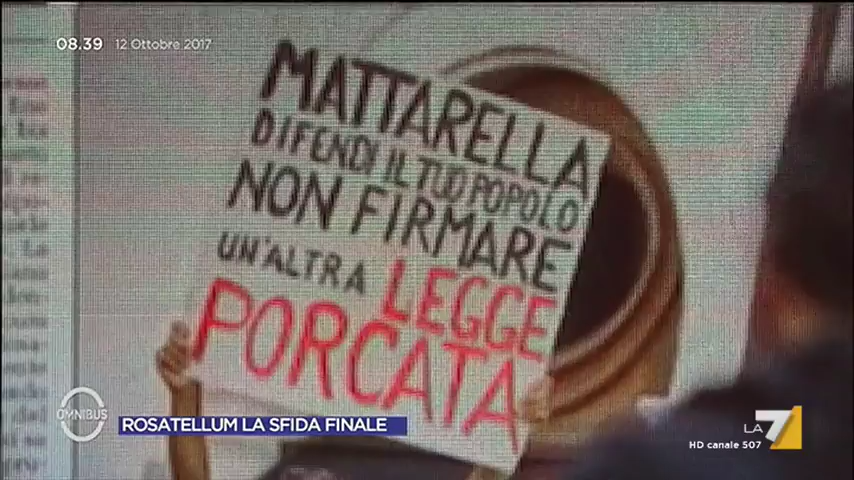 08.39 12 Ottobre 2017
MATTARELLA
DIFENDI IL TUO POPOLO
NON FIRMARE
UN'ALTRA LEGGE
PORCATA
OMNIBUS
ROSATELLUM LA SFIDA FINALE
LA 7
HD canale 507